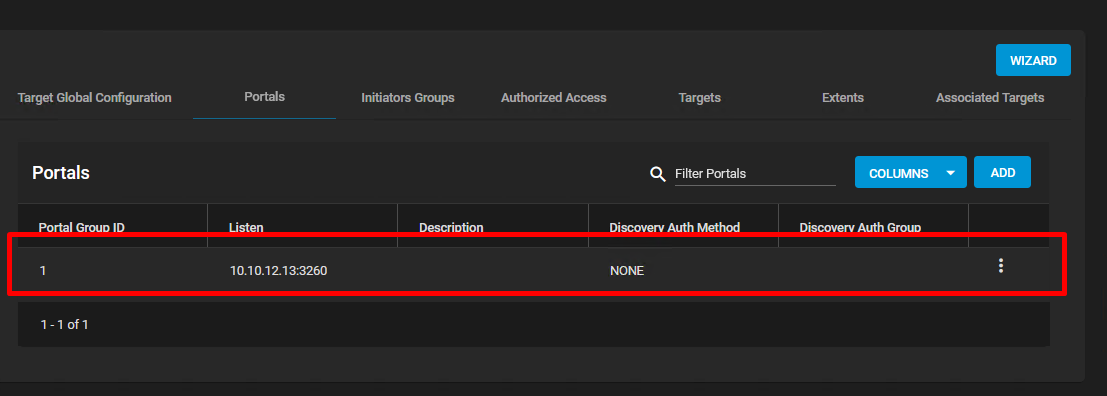 WIZARD
Target Global Configuration Portals Initiators Groups Authorized Access Targets Extents Associated Targets
Portals Filter Portals COLUMNS ADD
Portal Group ID Listen Description Discovery Auth Method Discovery Auth Group
1 10.10.12.13:3260 NONE
1 - 1 of 1